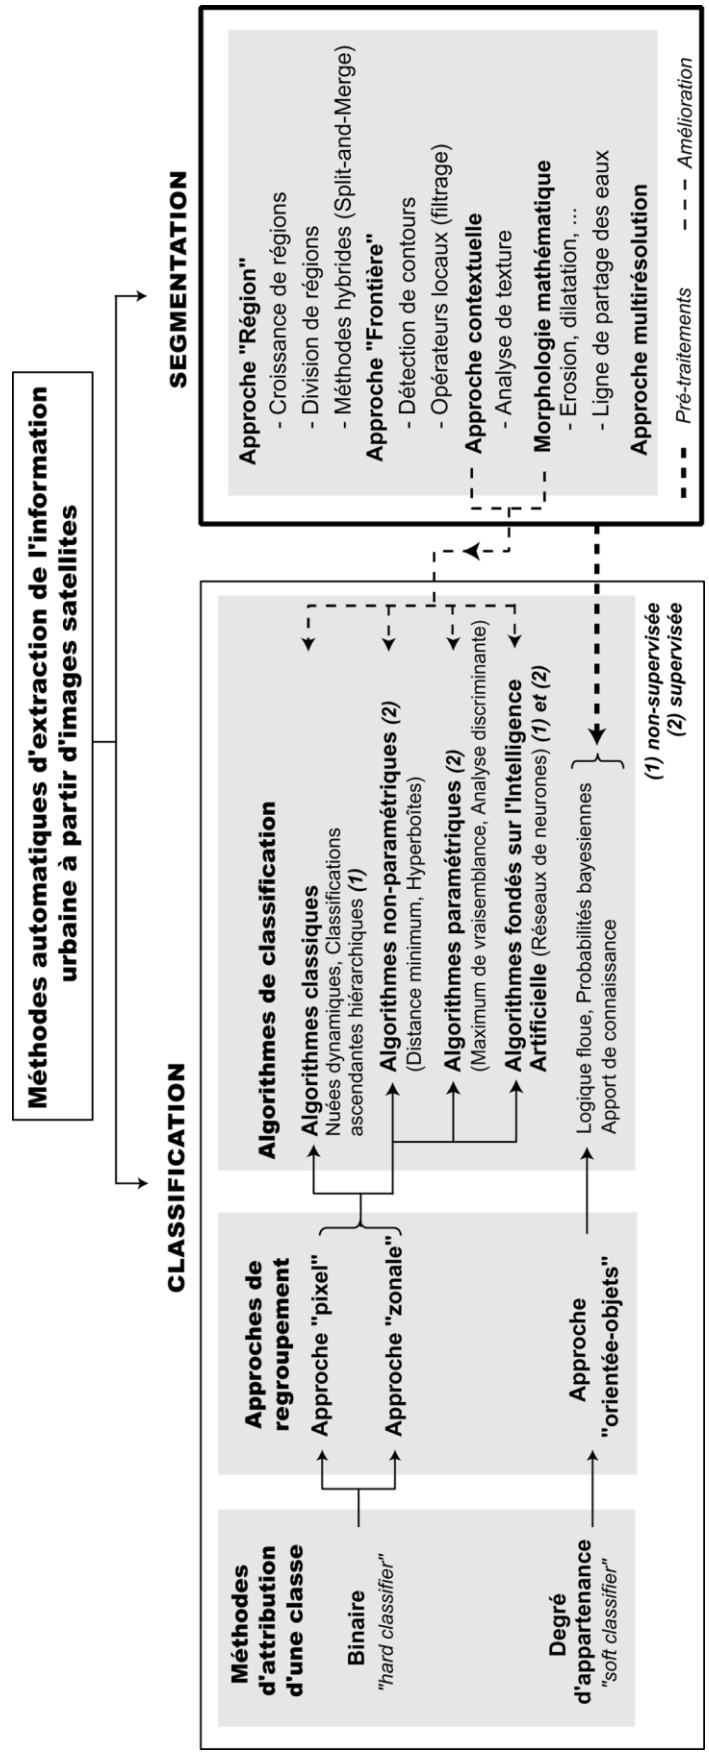 Méthodes automatiques d'extraction de l'information
urbaine à partir d'images satellites
CLASSIFICATION
Méthodes
d'attribution
d'une classe
Binaire
"hard classifier"
Degré
d'appartenance
"soft classifier"
Approches de
regroupement
Approche "pixel"
Approche "zonale"
Approche
"orientée-objets"
Algorithmes de classification
Algorithmes classiques
Nuées dynamiques, Classifications
ascendantes hiérarchiques (1)
Algorithmes non-paramétriques (2)
(Distance minimum, Hyperboîtes)
Algorithmes paramétriques (2)
(Maximum de vraisemblance, Analyse discriminante)
Algorithmes fondés sur l'Intelligence
Artificielle (Réseaux de neurones) (1) et (2)
Logique floue, Probabilités bayesiennes
Apport de connaissance
(1) non-supervisée
(2) supervisée
SEGMENTATION
Approche "Région"
- Croissance de régions
- Division de régions
- Méthodes hybrides (Split-and-Merge)
Approche "Frontière"
- Détection de contours
- Opérateurs locaux (filtrage)
Approche contextuelle
- Analyse de texture
Morphologie mathématique
- Erosion, dilatation, ...
- Ligne de partage des eaux
Approche multirésolution
Pré-traitements
Amélioration